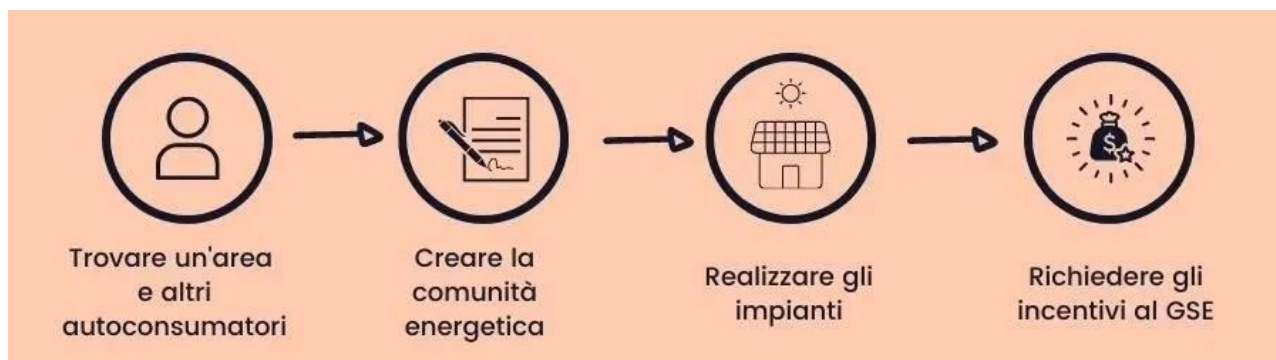 Trovare un'area
e altri
autoconsumatori
Creare la
comunità
energetica
Realizzare gli
impianti
Richiedere gli
incentivi al GSE